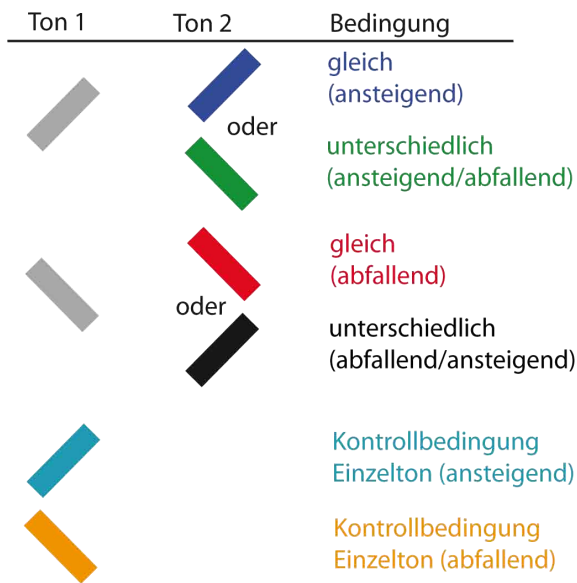 Ton 1 Ton 2 Bedingung
gleich
(ansteigend)
oder
unterschiedlich
(ansteigend/abfallend)
gleich
(abfallend)
oder
unterschiedlich
(abfallend/ansteigend)
Kontrollbedingung
Einzelton (ansteigend)
Kontrollbedingung
Einzelton (abfallend)